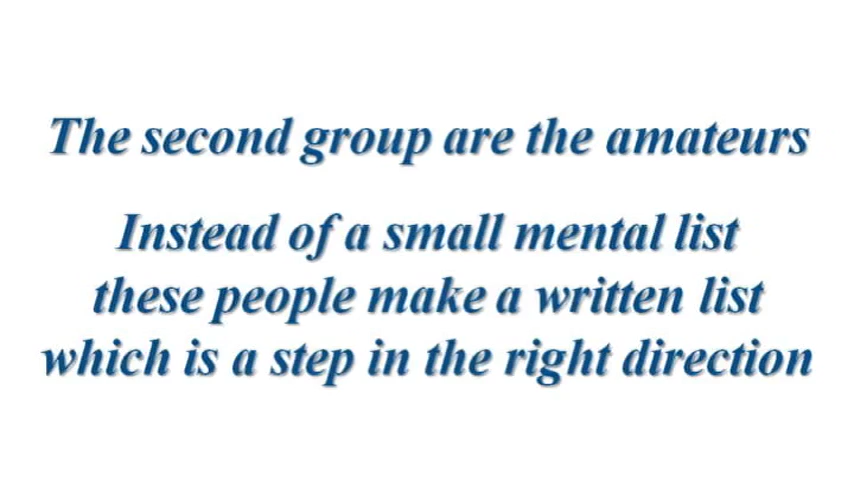 The second group are the amateurs
Instead of a small mental list
these people make a written list
which is a step in the right direction